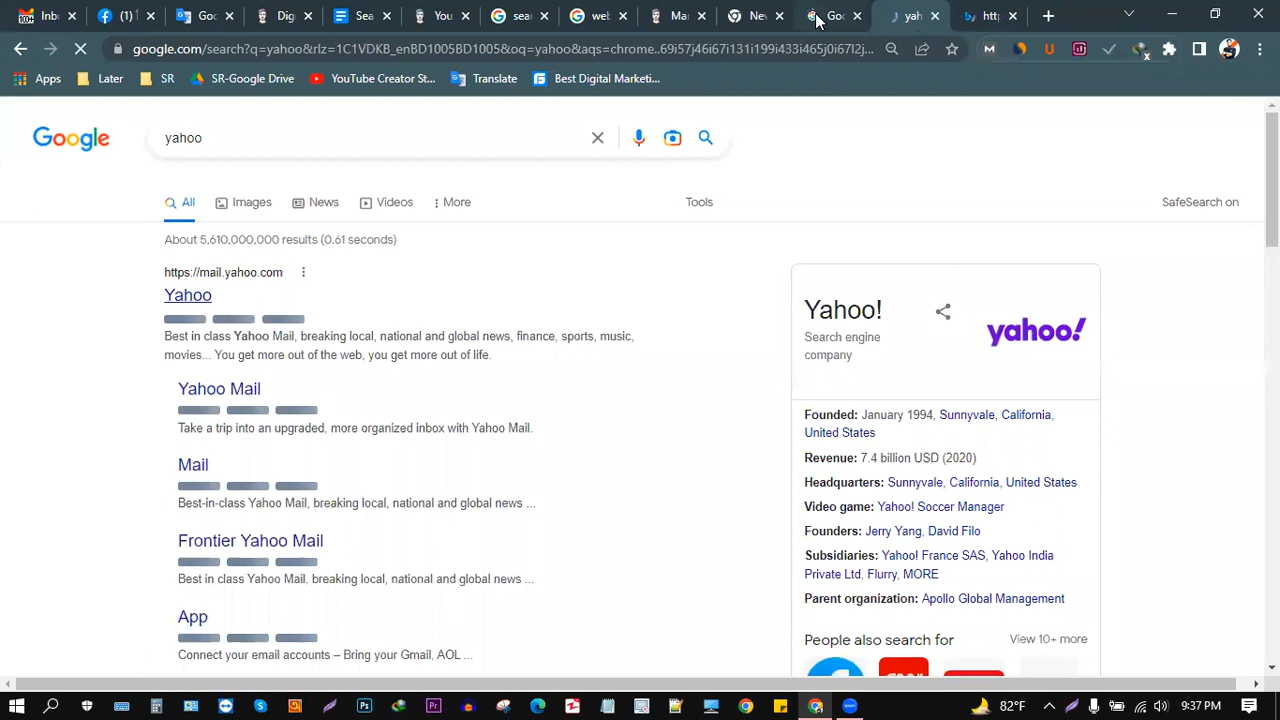 Inb
(1)
Goo
Dig
Sea
You
sea
web
Ma
Nev
Goo
yah
http
google.com/search?q=yahoo&rlz=1C1VDKB_enBD1005BD1005&oq=yahoo&aqs=chrome..69i57j46i67i131i199i433i465j0i67l2j...
Apps
Later
SR
SR-Google Drive
YouTube Creator St...
Translate
Best Digital Marketi...
Google
yahoo
All
Images
News
Videos
More
Tools
SafeSearch on
About 5,610,000,000 results (0.61 seconds)
https://mail.yahoo.com
Yahoo
Best in class Yahoo Mail, breaking local, national and global news, finance, sports, music,
movies... You get more out of the web, you get more out of life.
Yahoo Mail
Take a trip into an upgraded, more organized inbox with Yahoo Mail.
Mail
Best-in-class Yahoo Mail, breaking local, national and global news ...
Frontier Yahoo Mail
Best in class Yahoo Mail, breaking local, national and global news ...
App
Connect your email accounts – Bring your Gmail, AOL ...
Yahoo!
Search engine
company
yahoo!
Founded: January 1994, Sunnyvale, California,
United States
Revenue: 7.4 billion USD (2020)
Headquarters: Sunnyvale, California, United States
Video game: Yahoo! Soccer Manager
Founders: Jerry Yang, David Filo
Subsidiaries: Yahoo! France SAS, Yahoo India
Private Ltd, Flurry, MORE
Parent organization: Apollo Global Management
People also search for
View 10+ more
82°F
9:37 PM